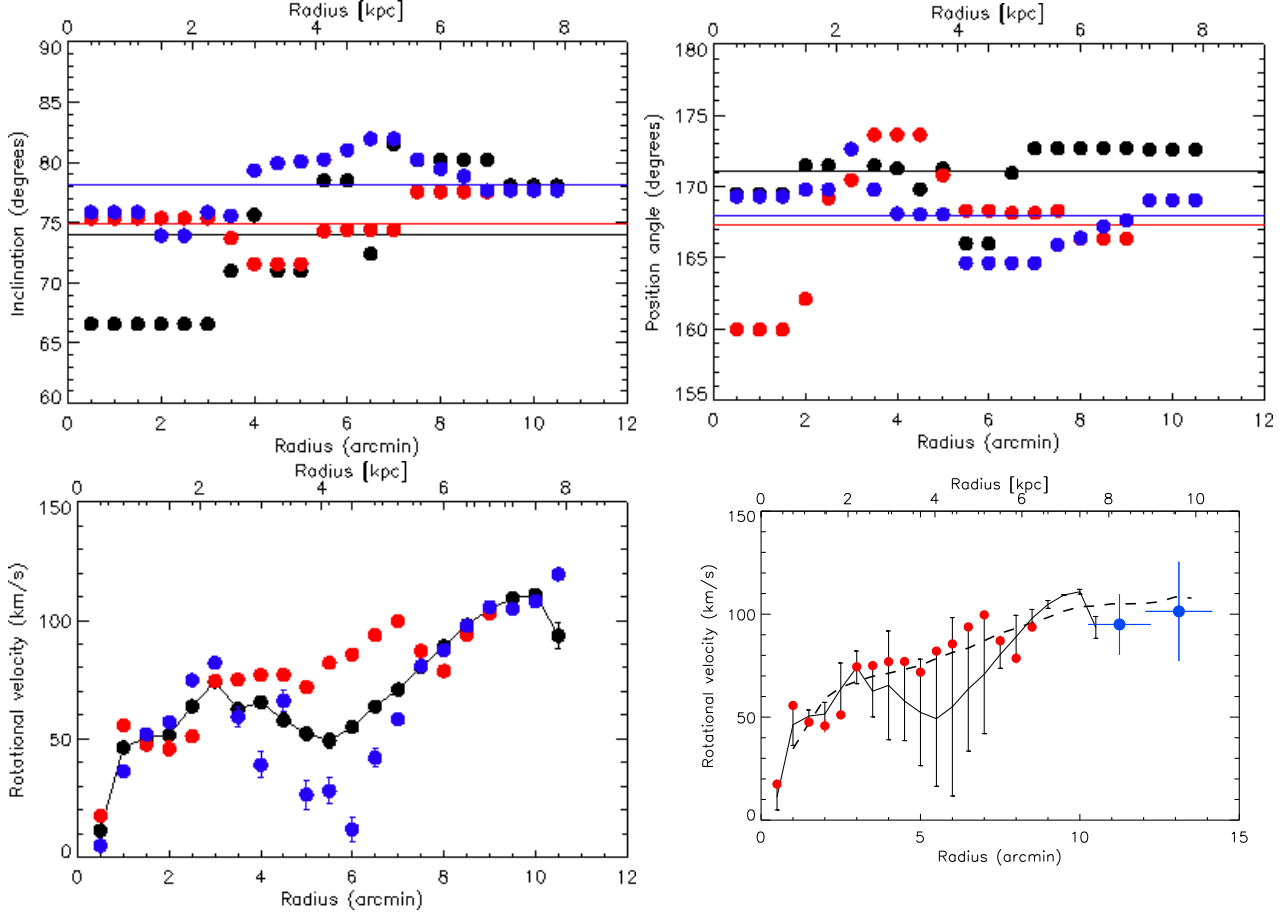 Radius [kpc]
0 2 4 6 8
90
85
80
75
70
65
60
Inclination (degrees)
0 2 4 6 8 10 12
Radius (arcmin)
Radius [kpc]
0 2 4 6 8
180
175
170
165
160
155
Position angle (degrees)
0 2 4 6 8 10 12
Radius (arcmin)
Radius [kpc]
0 2 4 6 8
150
100
50
0
Rotational velocity (km/s)
0 2 4 6 8 10 12
Radius (arcmin)
Radius [kpc]
0 2 4 6 8 10
150
100
50
0
Rotational velocity (km/s)
0 5 10 15
Radius (arcmin)